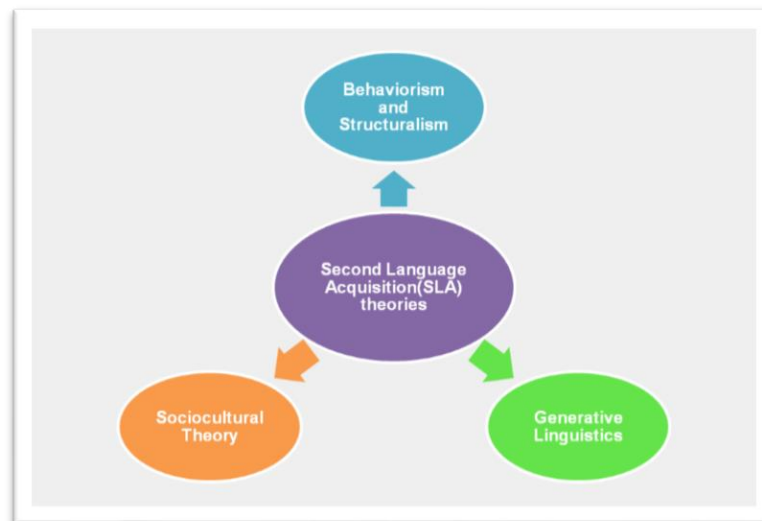 Behaviorism
and
Structuralism
Second Language
Acquisition(SLA)
theories
Sociocultural
Theory
Generative
Linguistics